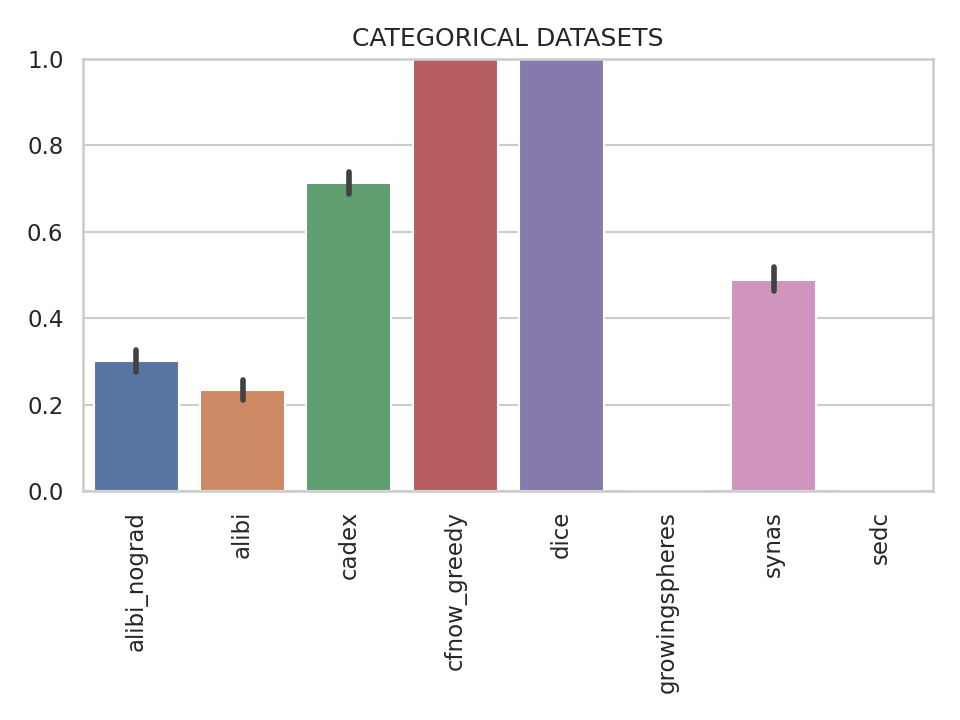 CATEGORICAL DATASETS
1.0
0.8
0.6
0.4
0.2
0.0
alibi_nograd
alibi
cadex
cfnow_greedy
dice
growingspheres
synas
sedc